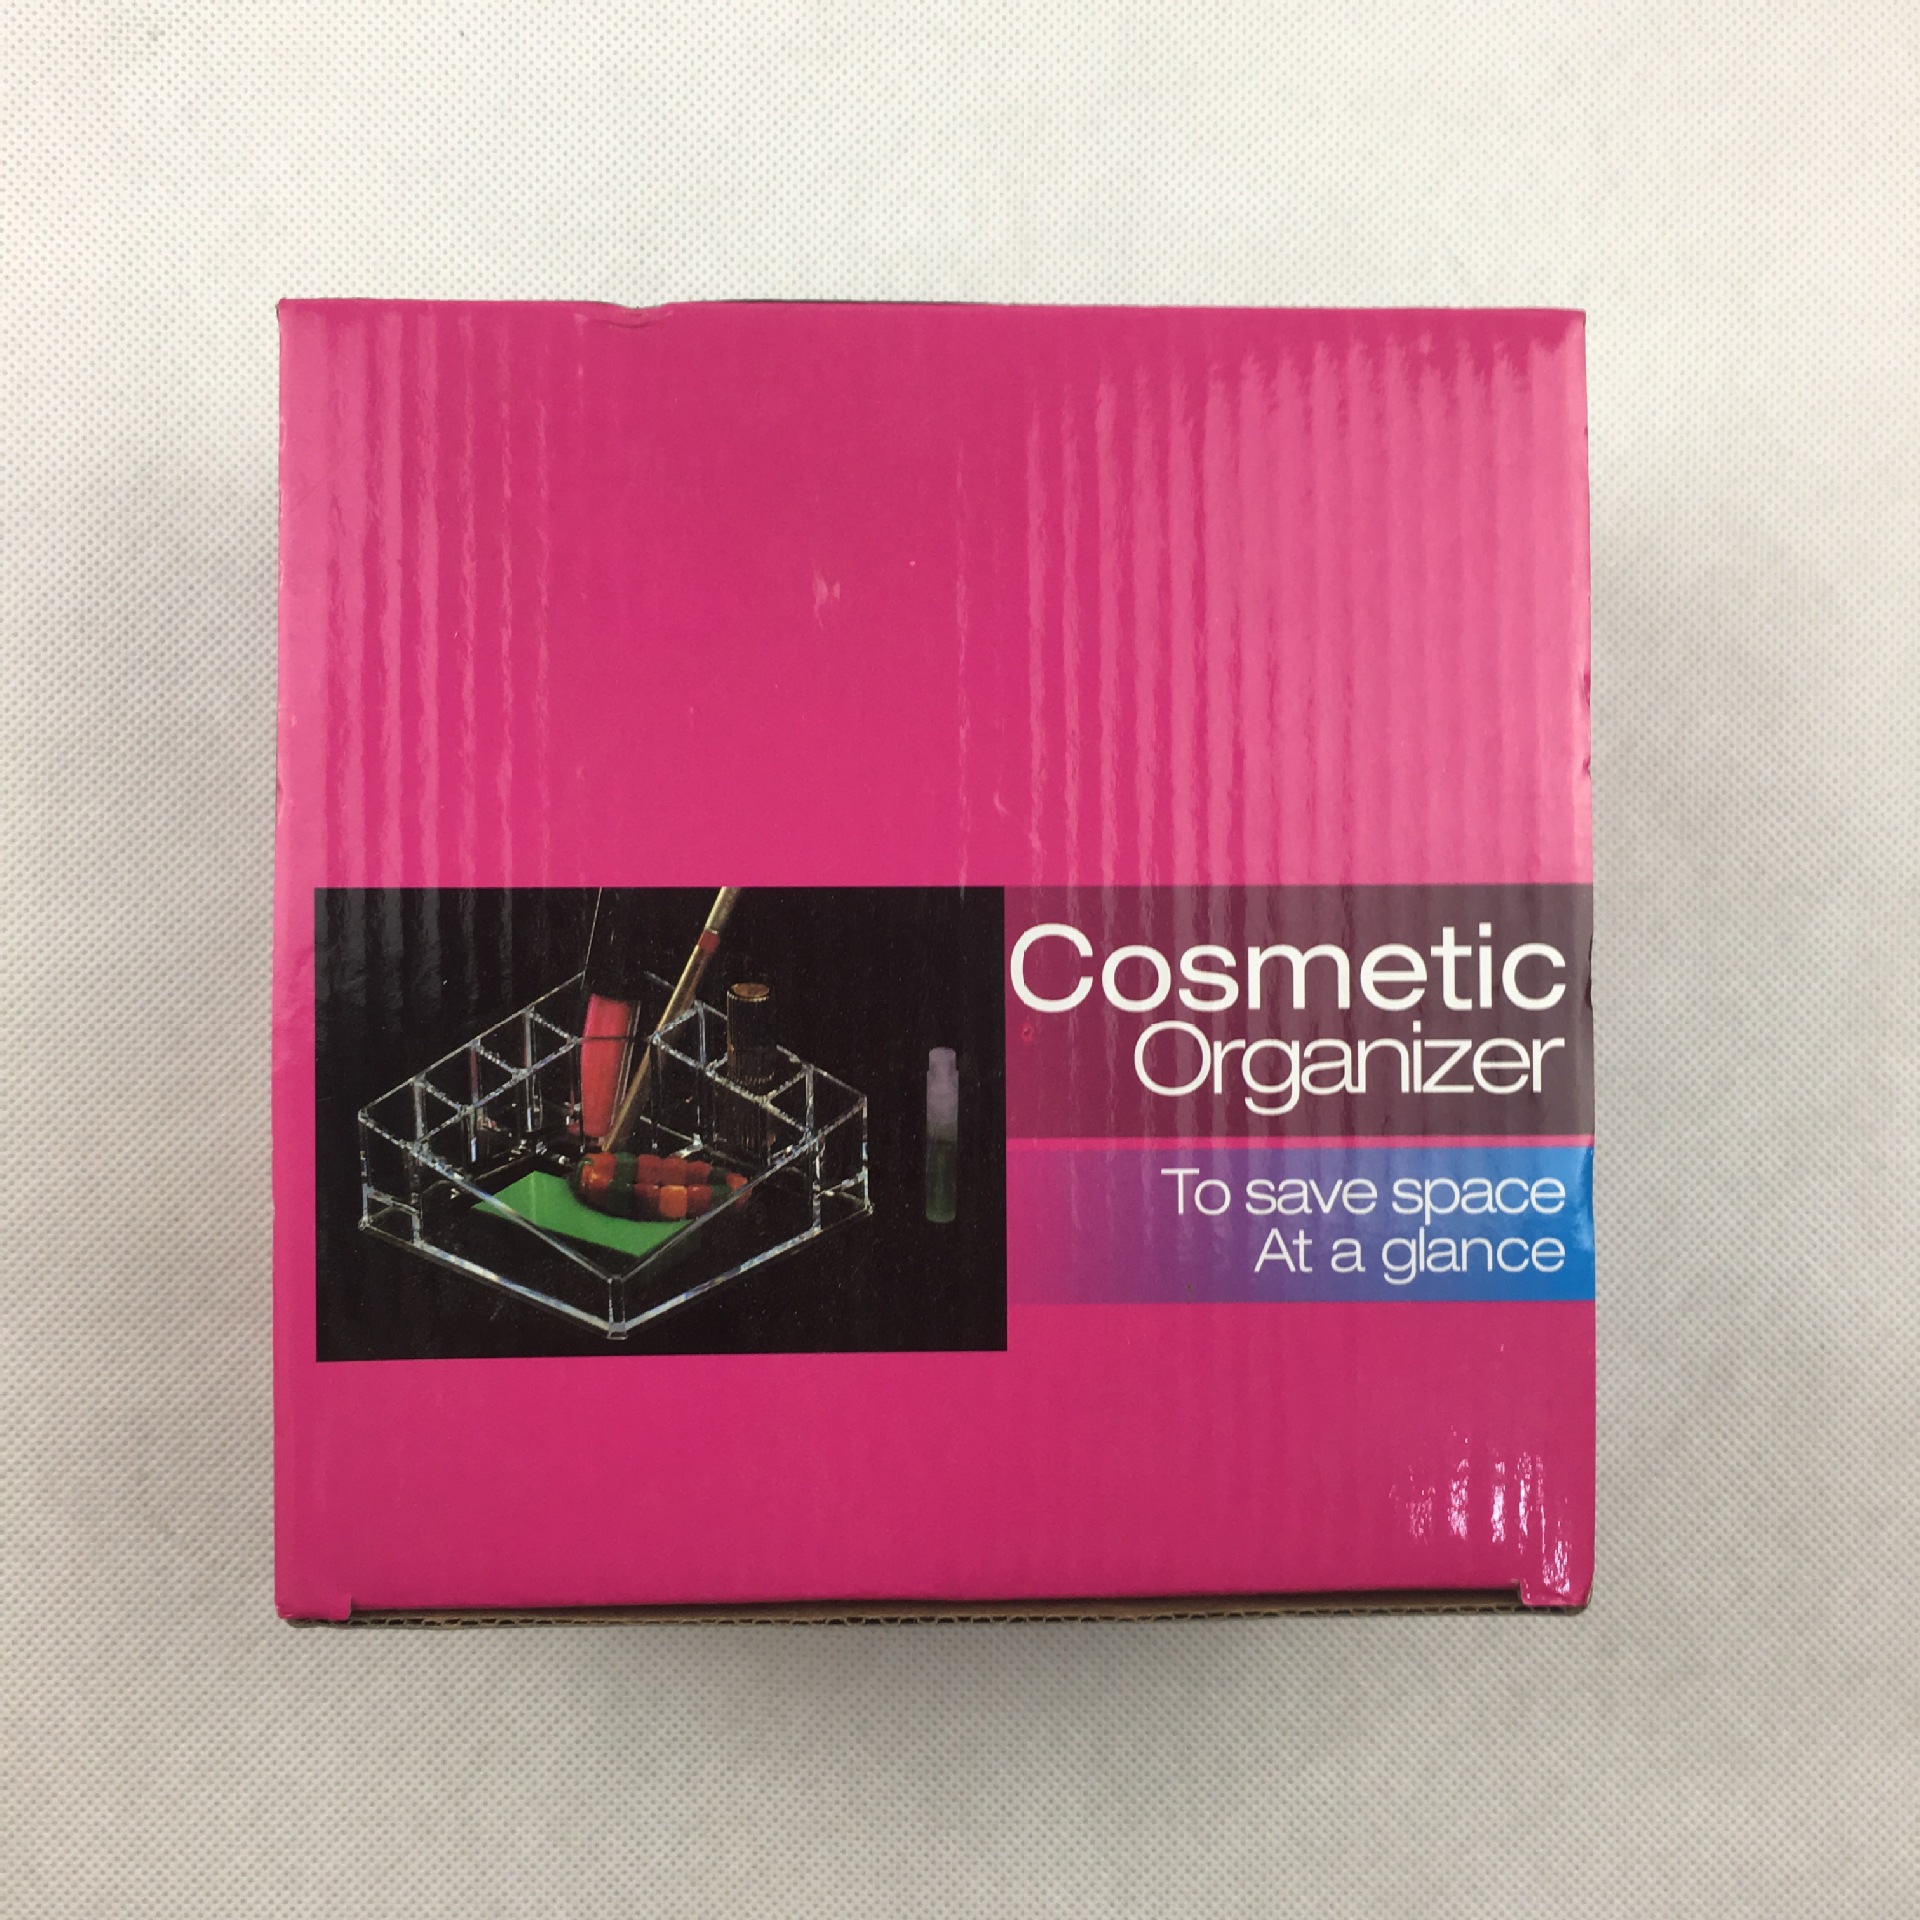 Cosmetic
Organizer
To save space
At a glance